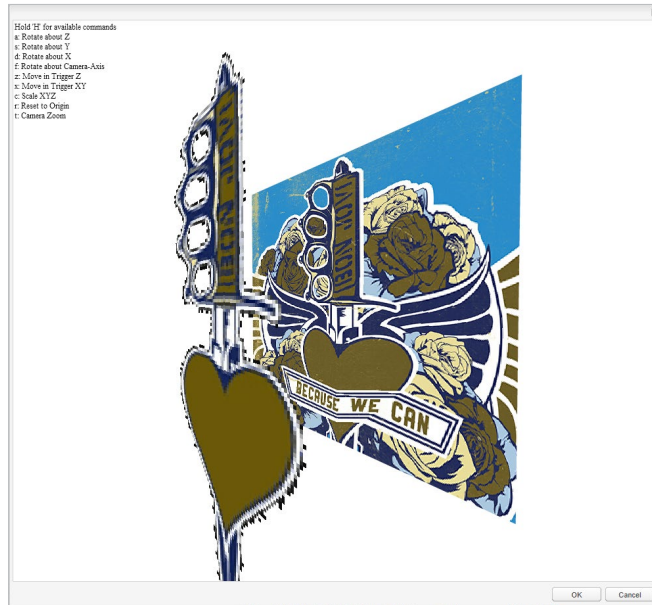 Hold 'H' for available commands
a: Rotate about Z
s: Rotate about Y
d: Rotate about X
f: Rotate about Camera-Axis
z: Move in Trigger Z
x: Move in Trigger XY
c: Scale XYZ
r: Reset to Origin
t: Camera Zoom
BECAUSE WE CAN
OK
Cancel